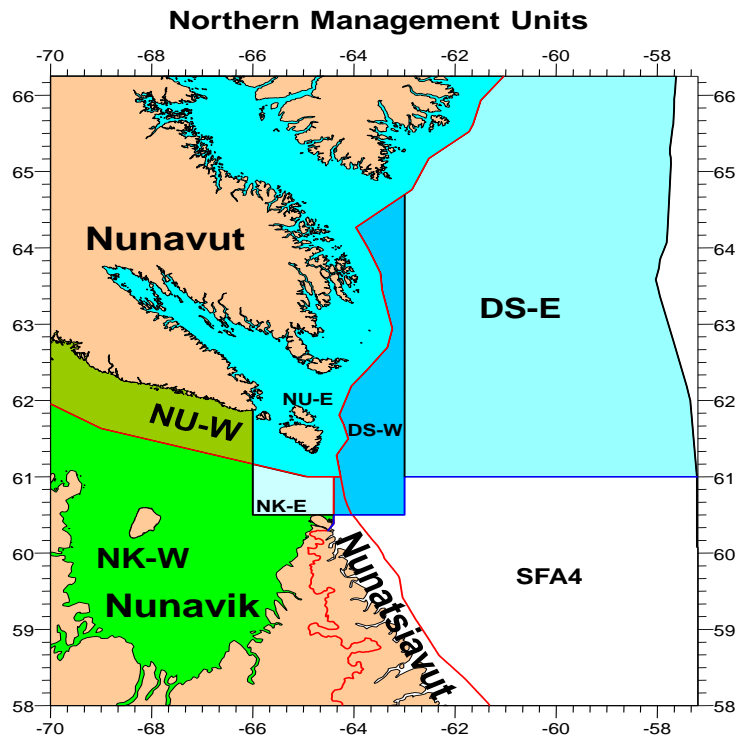 Northern Management Units
-70 -68 -66 -64 -62 -60 -58
66 66
65 65
Nunavut
64 64
DS-E
63 63
NU-E
62 62
NU-W
DS-W
61 61
NK-E
60 60
NK-W
Nunatsiavut
SFA4
Nunavik
59 59
58 58
-70 -68 -66 -64 -62 -60 -58